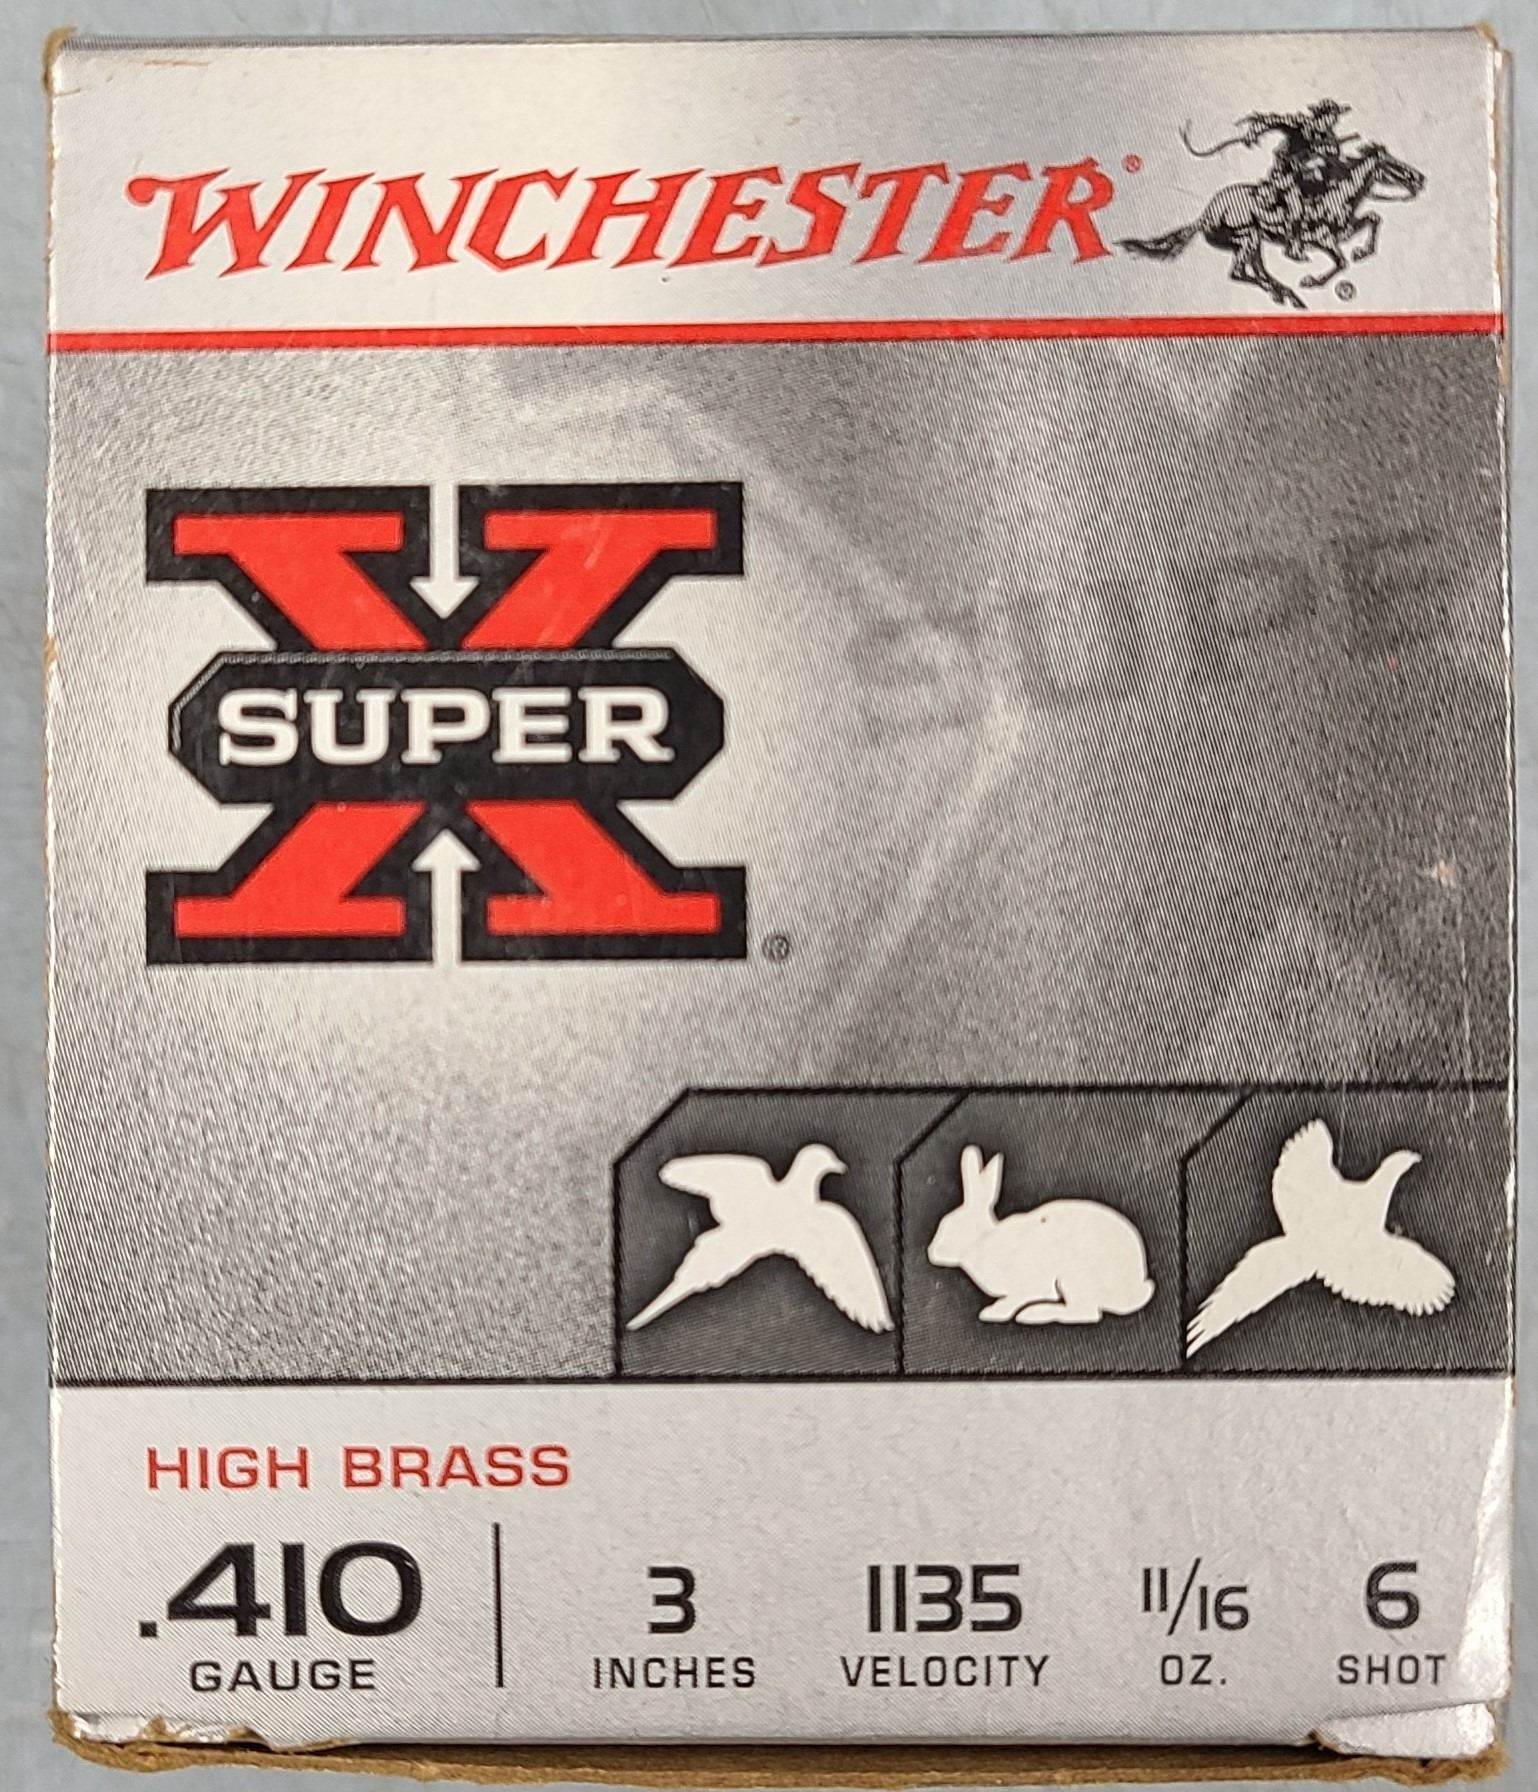 WINCHESTER®
®
SUPER
X
®
HIGH BRASS
.410 3 1135 11/16 6
GAUGE INCHES VELOCITY OZ. SHOT